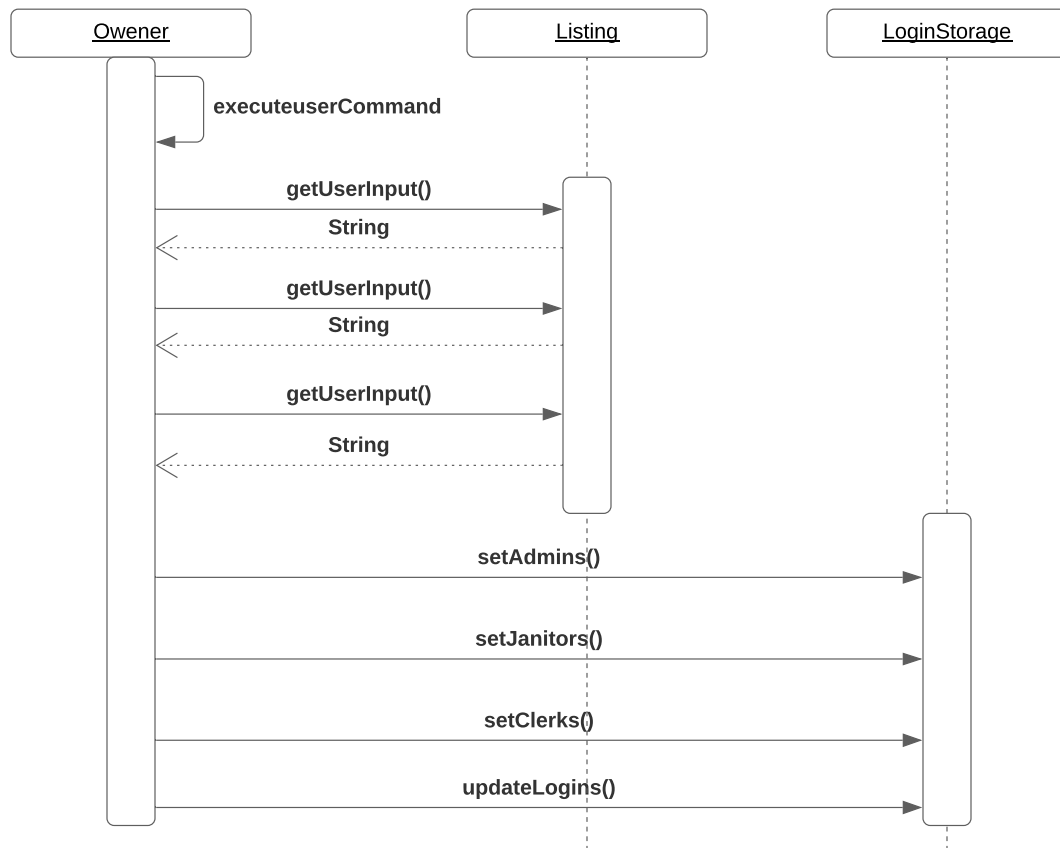 Owener
Listing
LoginStorage
executeuserCommand
getUserInput()
String
getUserInput()
String
getUserInput()
String
setAdmins()
setJanitors()
setClerks()
updateLogins()